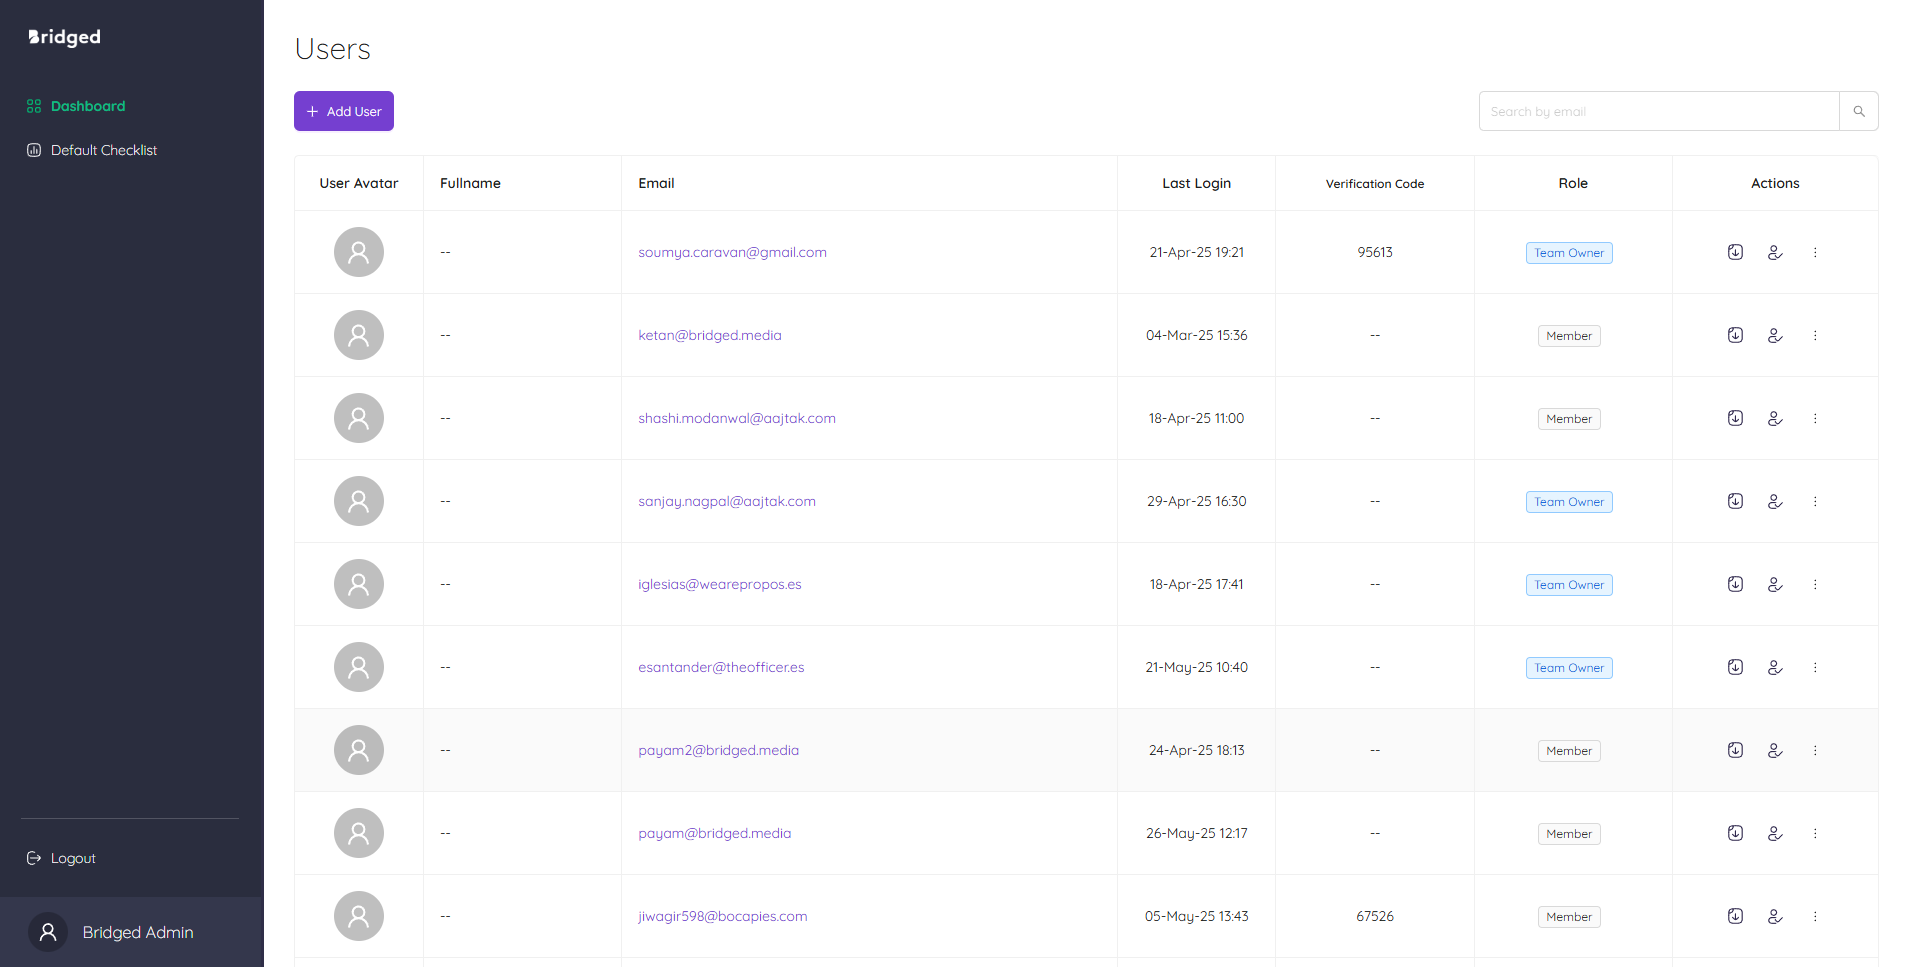 Bridged
Dashboard
Default Checklist
Logout
Bridged Admin
Users
+ Add User
Search by email
User Avatar Fullname Email Last Login Verification Code Role Actions
-- soumya.caravan@gmail.com 21-Apr-25 19:21 95613 Team Owner
-- ketan@bridged.media 04-Mar-25 15:36 -- Member
-- shashi.modanwal@aajtak.com 18-Apr-25 11:00 -- Member
-- sanjay.nagpal@aajtak.com 29-Apr-25 16:30 -- Team Owner
-- iglesias@wearepropos.es 18-Apr-25 17:41 -- Team Owner
-- esantander@theofficer.es 21-May-25 10:40 -- Team Owner
-- payam2@bridged.media 24-Apr-25 18:13 -- Member
-- payam@bridged.media 26-May-25 12:17 -- Member
-- jiwagir598@bocapies.com 05-May-25 13:43 67526 Member